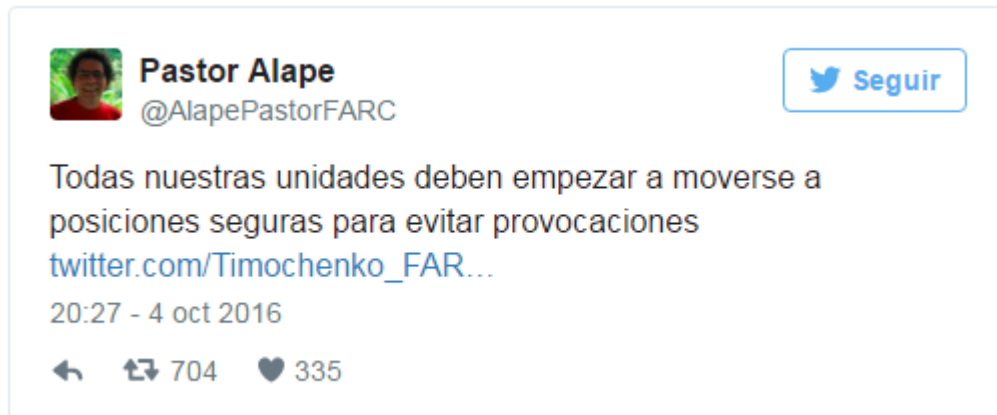 Pastor Alape
@AlapePastorFARC
Seguir
Todas nuestras unidades deben empezar a moverse a
posiciones seguras para evitar provocaciones
twitter.com/Timochenko_FAR...
20:27 - 4 oct 2016
704 335